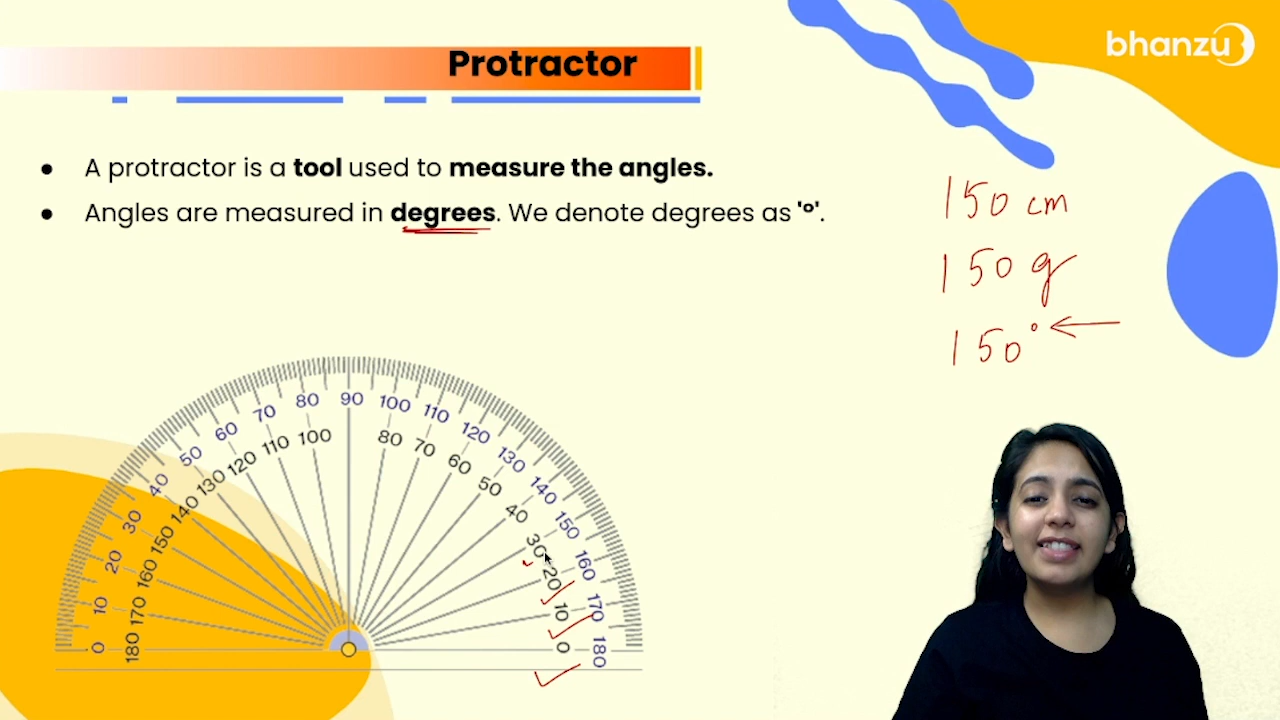 bhanzu
Protractor
● A protractor is a tool used to measure the angles.
● Angles are measured in degrees. We denote degrees as 'º'.
150 cm
150 g
150°
0 10 20 30 40 50 60 70 80 90 100 110 120 130 140 150 160 170 180
180 170 160 150 140 130 120 110 100 80 70 60 50 40 30 20 10 0